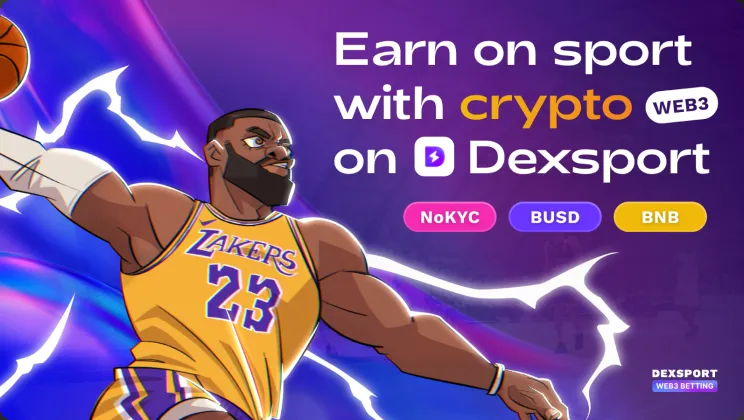 Earn on sport
with crypto WEB3
on Dexsport
NoKYC BUSD BNB
LAKERS
23
DEXSPORT
WEB3 BETTING